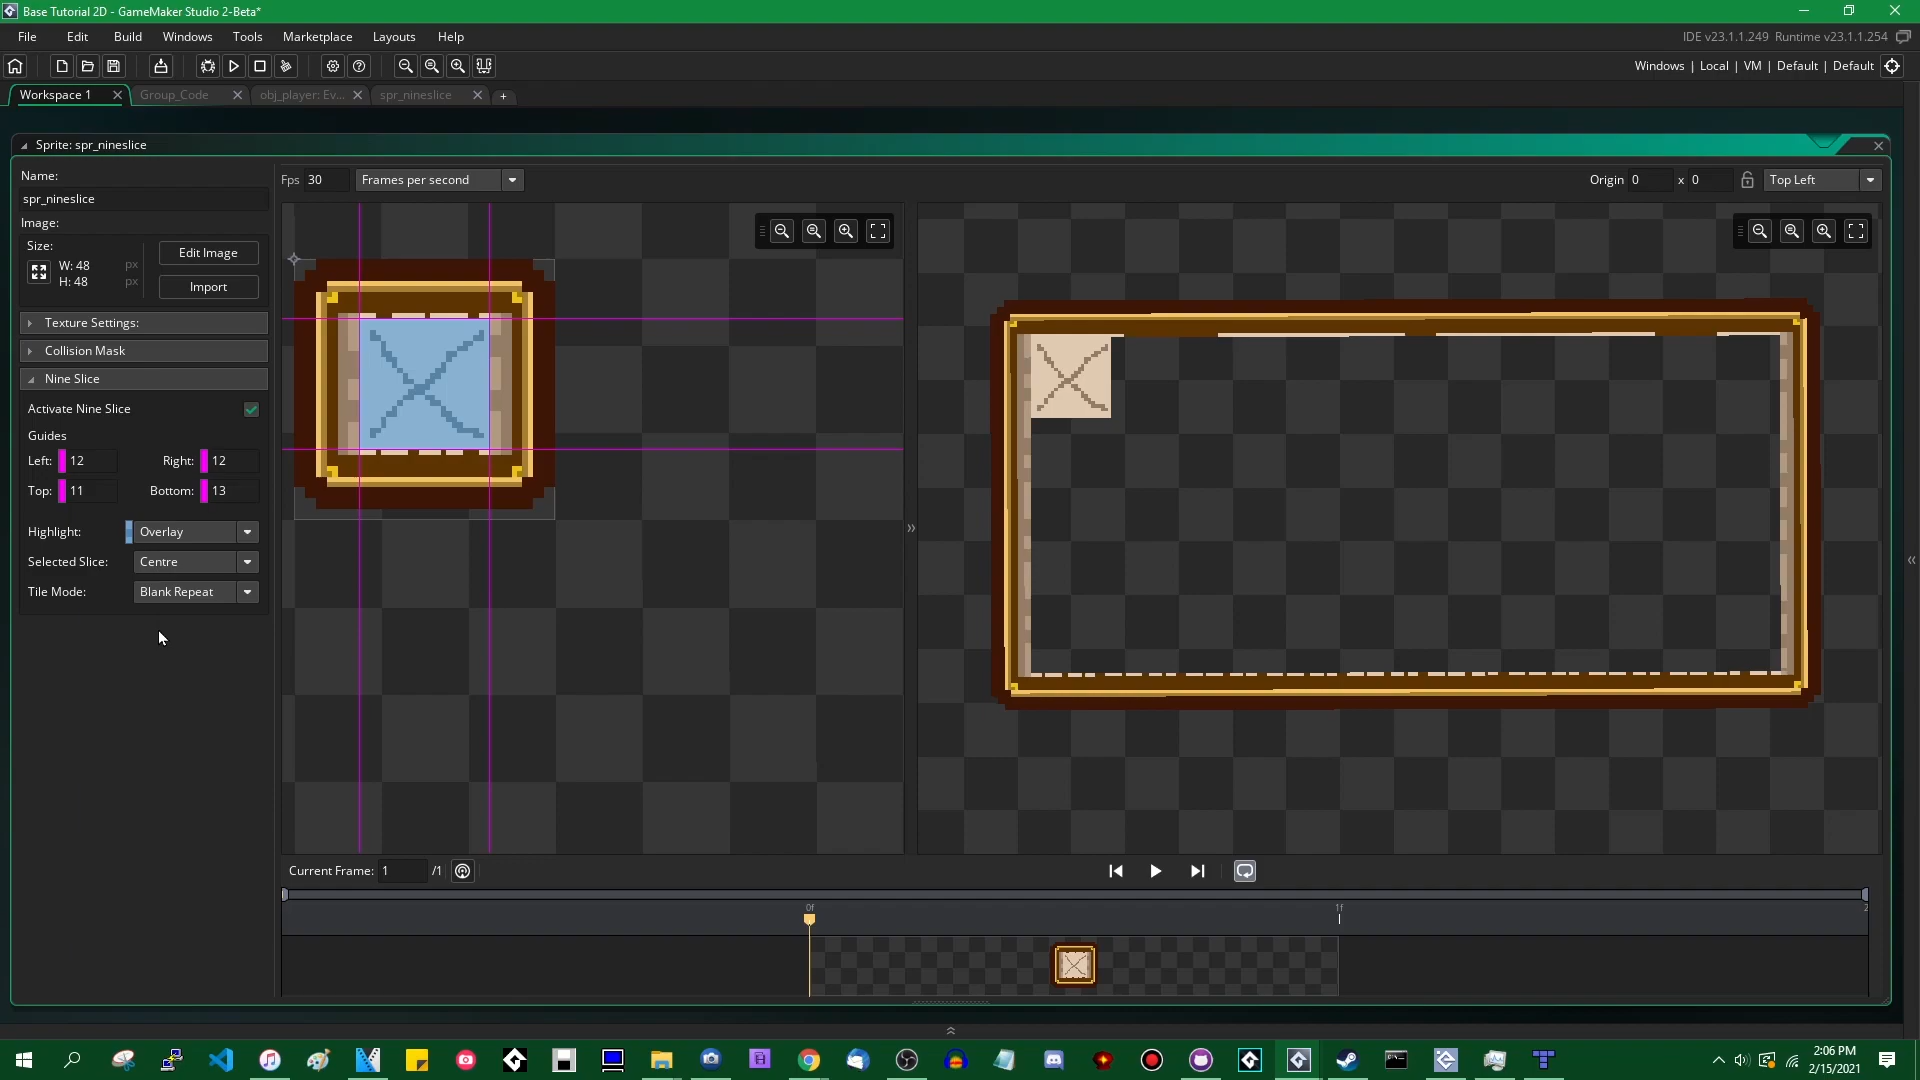 Base Tutorial 2D - GameMaker Studio 2-Beta*
File Edit Build Windows Tools Marketplace Layouts Help
IDE v23.1.1.249 Runtime v23.1.1.254
Windows | Local | VM | Default | Default
Workspace 1 Group_Code obj_player: Ev... spr_nineslice +
Sprite: spr_nineslice
Name:
spr_nineslice
Image:
Size:
W: 48 px
H: 48 px
Edit Image
Import
Texture Settings:
Collision Mask
Nine Slice
Activate Nine Slice
Guides
Left: 12 Right: 12
Top: 11 Bottom: 13
Highlight: Overlay
Selected Slice: Centre
Tile Mode: Blank Repeat
Fps 30 Frames per second
Origin 0 x 0 Top Left
Current Frame: 1 /1
0f 1f 2
2:06 PM
2/15/2021